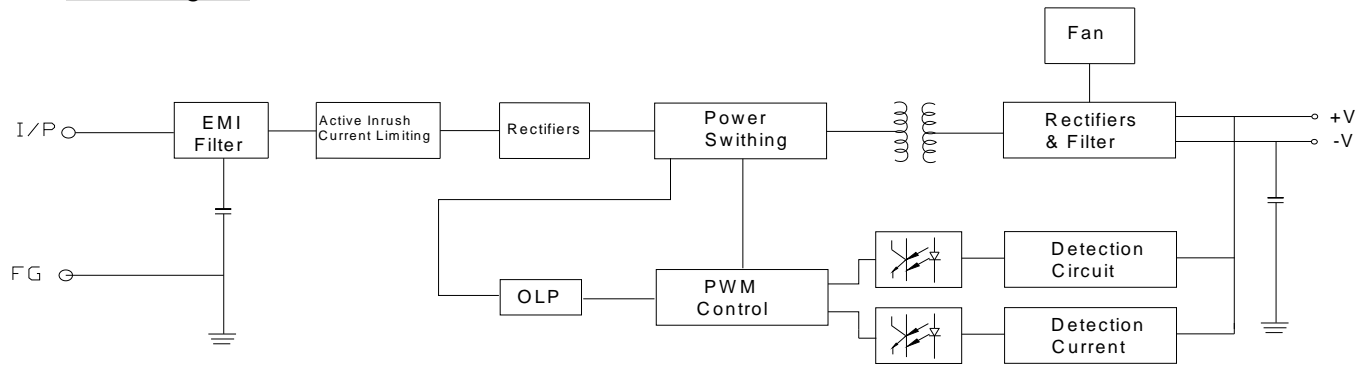 Fan
I/P
EMI
Filter
Active Inrush
Current Limiting
Rectifiers
Power
Swithing
Rectifiers
& Filter
+V
-V
FG
OLP
PWM
Control
Detection
Circuit
Detection
Current